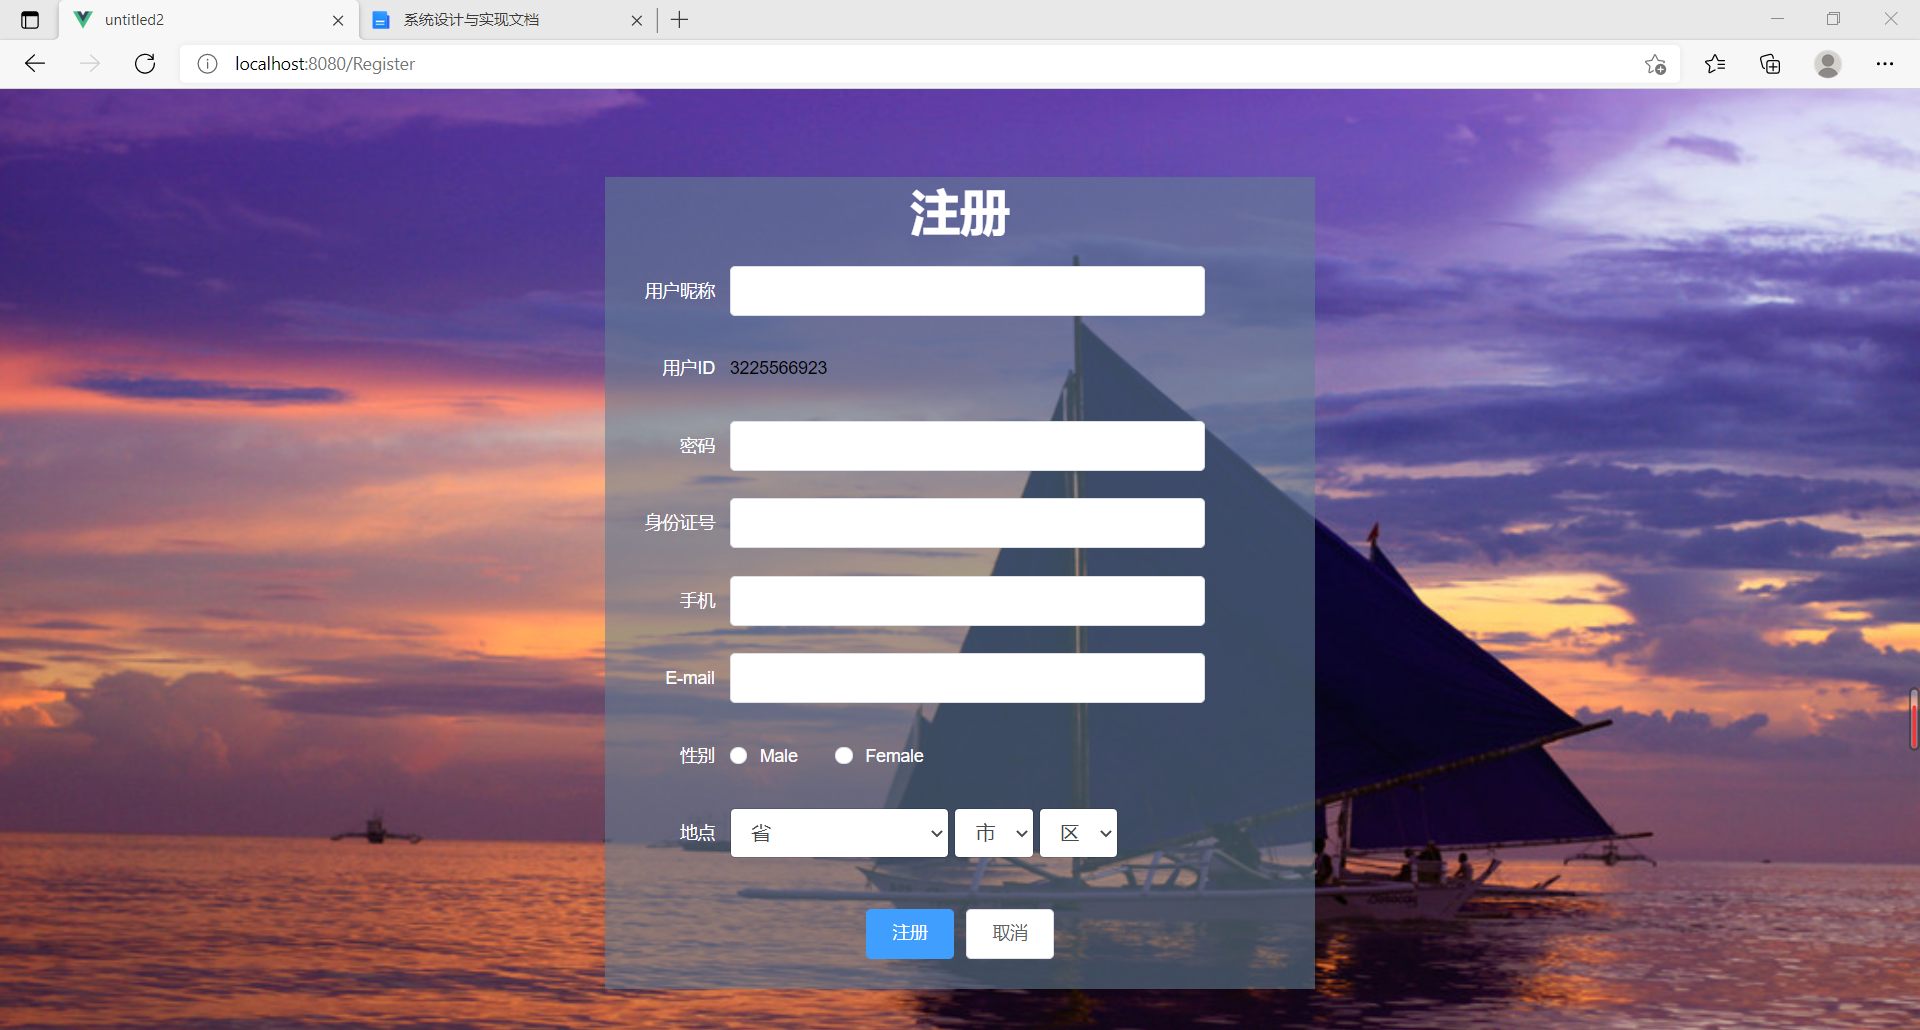 untitled2
系统设计与实现文档
localhost:8080/Register
注册
用户昵称
用户ID 3225566923
密码
身份证号
手机
E-mail
性别 Male Female
地点 省 市 区
注册 取消